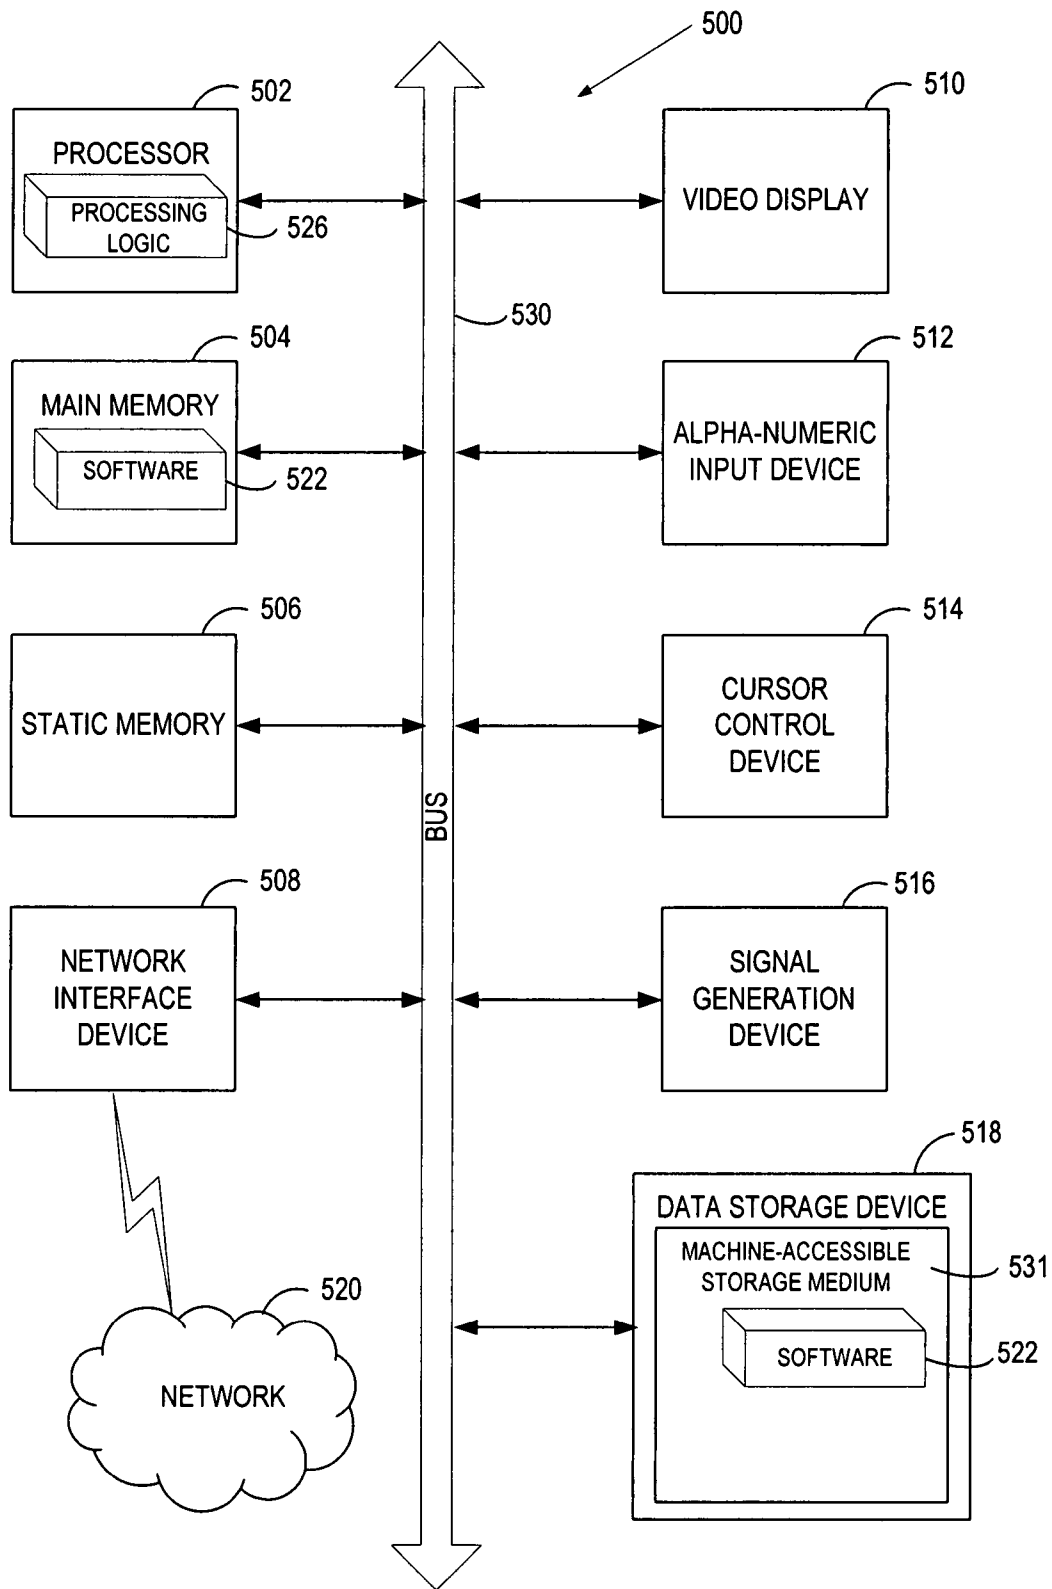 500
502
PROCESSOR
PROCESSING
LOGIC
526
510
VIDEO DISPLAY
530
504
MAIN MEMORY
SOFTWARE
522
512
ALPHA-NUMERIC
INPUT DEVICE
506
STATIC MEMORY
514
CURSOR
CONTROL
DEVICE
BUS
508
NETWORK
INTERFACE
DEVICE
516
SIGNAL
GENERATION
DEVICE
518
DATA STORAGE DEVICE
MACHINE-ACCESSIBLE
STORAGE MEDIUM
531
SOFTWARE
522
520
NETWORK